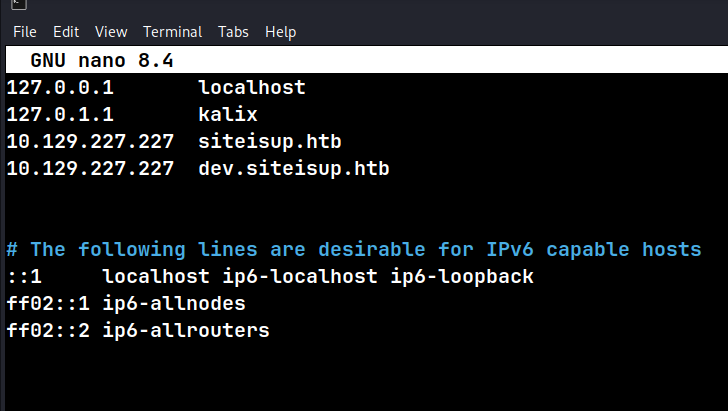 File Edit View Terminal Tabs Help
GNU nano 8.4
127.0.0.1 localhost
127.0.1.1 kalix
10.129.227.227 siteisup.htb
10.129.227.227 dev.siteisup.htb
# The following lines are desirable for IPv6 capable hosts
::1 localhost ip6-localhost ip6-loopback
ff02::1 ip6-allnodes
ff02::2 ip6-allrouters